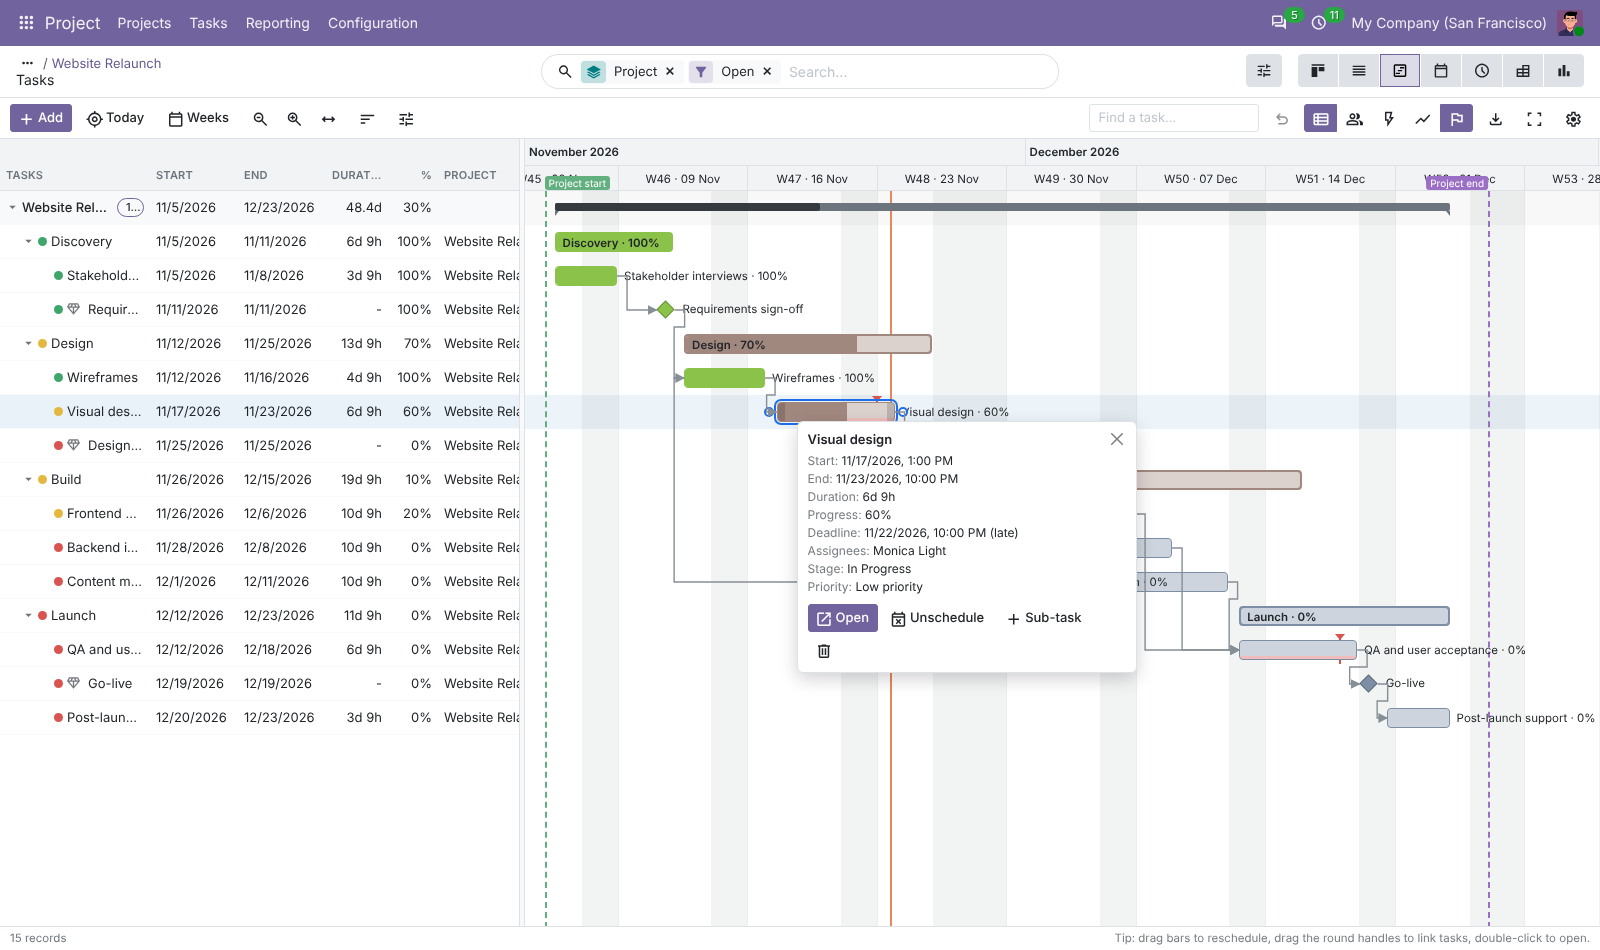 Project Projects Tasks Reporting Configuration 5 11 My Company (San Francisco)
... / Website Relaunch
Tasks
Project × Open × Search...
+ Add Today Weeks Find a task...
TASKS START END DURAT... % PROJECT
November 2026 December 2026
W46 · 09 Nov W47 · 16 Nov W48 · 23 Nov W49 · 30 Nov W50 · 07 Dec W51 · 14 Dec W53 · 28
Project start Project end
Website Rel... 1... 11/5/2026 12/23/2026 48.4d 30%
Discovery 11/5/2026 11/11/2026 6d 9h 100% Website Rela
Discovery · 100%
Stakehold... 11/5/2026 11/8/2026 3d 9h 100% Website Rela
Stakeholder interviews · 100%
Requir... 11/11/2026 11/11/2026 - 100% Website Rela
Requirements sign-off
Design 11/12/2026 11/25/2026 13d 9h 70% Website Rela
Design · 70%
Wireframes 11/12/2026 11/16/2026 4d 9h 100% Website Rela
Wireframes · 100%
Visual des... 11/17/2026 11/23/2026 6d 9h 60% Website Rela
Visual design · 60%
Design... 11/25/2026 11/25/2026 - 0% Website Rela
Build 11/26/2026 12/15/2026 19d 9h 10% Website Rela
Frontend ... 11/26/2026 12/6/2026 10d 9h 20% Website Rela
Backend i... 11/28/2026 12/8/2026 10d 9h 0% Website Rela
Content m... 12/1/2026 12/11/2026 10d 9h 0% Website Rela
· 0%
Launch 12/12/2026 12/23/2026 11d 9h 0% Website Rela
Launch · 0%
QA and us... 12/12/2026 12/18/2026 6d 9h 0% Website Rela
QA and user acceptance · 0%
Go-live 12/19/2026 12/19/2026 - 0% Website Rela
Go-live
Post-laun... 12/20/2026 12/23/2026 3d 9h 0% Website Rela
Post-launch support · 0%
Visual design
Start: 11/17/2026, 1:00 PM
End: 11/23/2026, 10:00 PM
Duration: 6d 9h
Progress: 60%
Deadline: 11/22/2026, 10:00 PM (late)
Assignees: Monica Light
Stage: In Progress
Priority: Low priority
Open Unschedule + Sub-task
15 records
Tip: drag bars to reschedule, drag the round handles to link tasks, double-click to open.